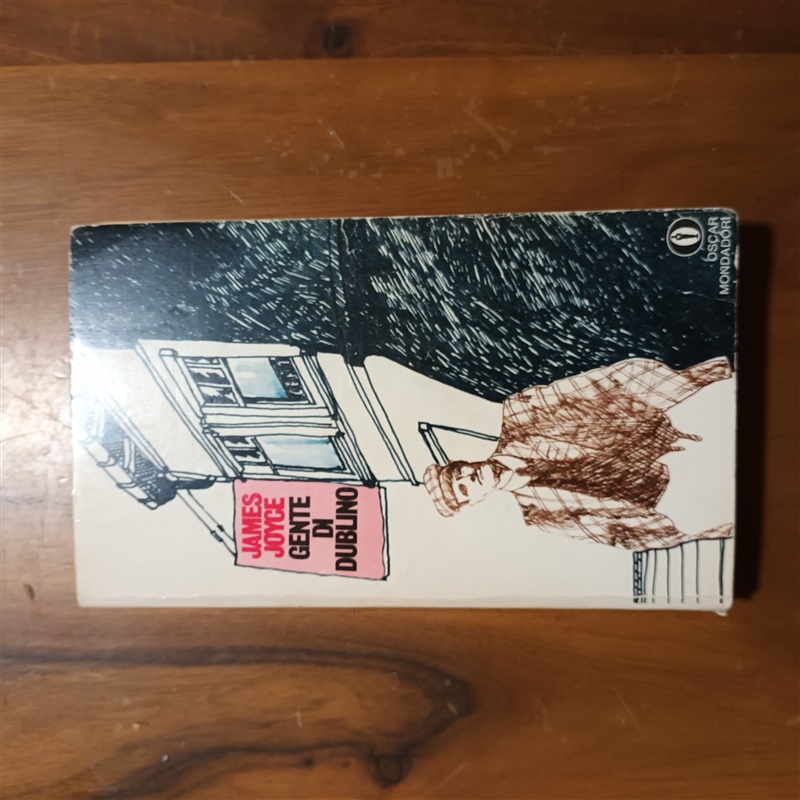 JAMES
JOYCE
GENTE
DI
DUBLINO
OSCAR
MONDADORI